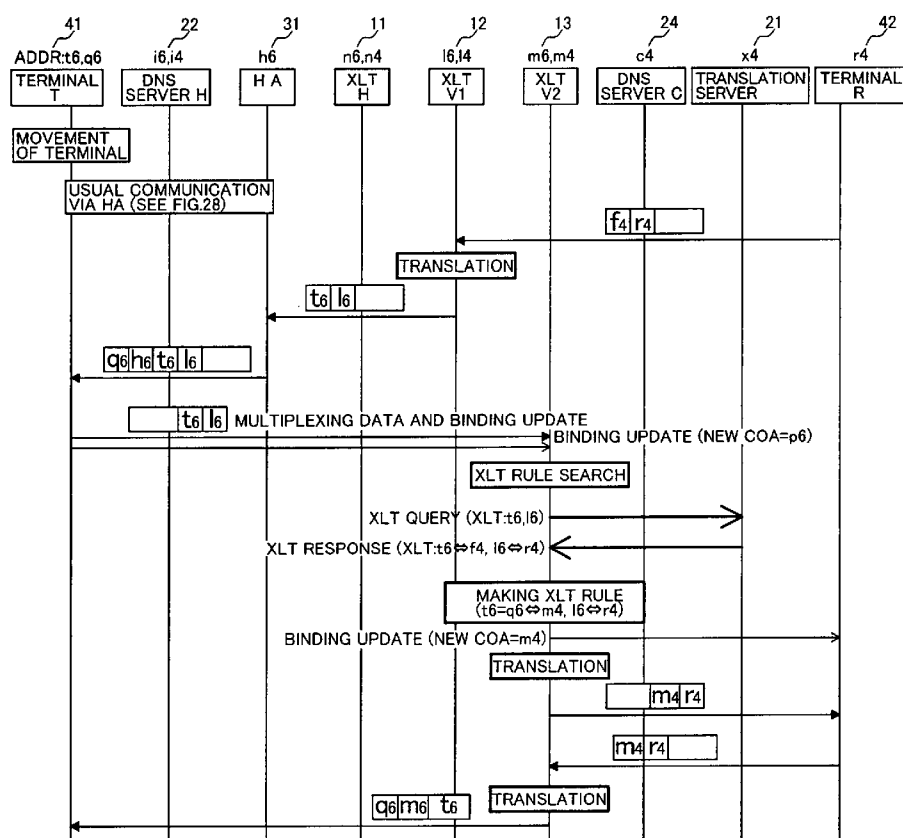 41 22 31 11 12 13 24 21 42
ADDR:t6,q6 i6,i4 h6 n6,n4 l6,l4 m6,m4 c4 x4 r4
TERMINAL T
DNS SERVER H
H A
XLT H
XLT V1
XLT V2
DNS SERVER C
TRANSLATION SERVER
TERMINAL R
MOVEMENT
OF TERMINAL
USUAL COMMUNICATION
VIA HA (SEE FIG.28)
f4 r4
TRANSLATION
t6 l6
q6 h6 t6 l6
t6 l6 MULTIPLEXING DATA AND BINDING UPDATE
BINDING UPDATE (NEW COA=p6)
XLT RULE SEARCH
XLT QUERY (XLT:t6,l6)
XLT RESPONSE (XLT:t6⇔f4, l6⇔r4)
MAKING XLT RULE
(t6=q6⇔m4, l6⇔r4)
BINDING UPDATE (NEW COA=m4)
TRANSLATION
m4 r4
m4 r4
TRANSLATION
q6 m6 t6